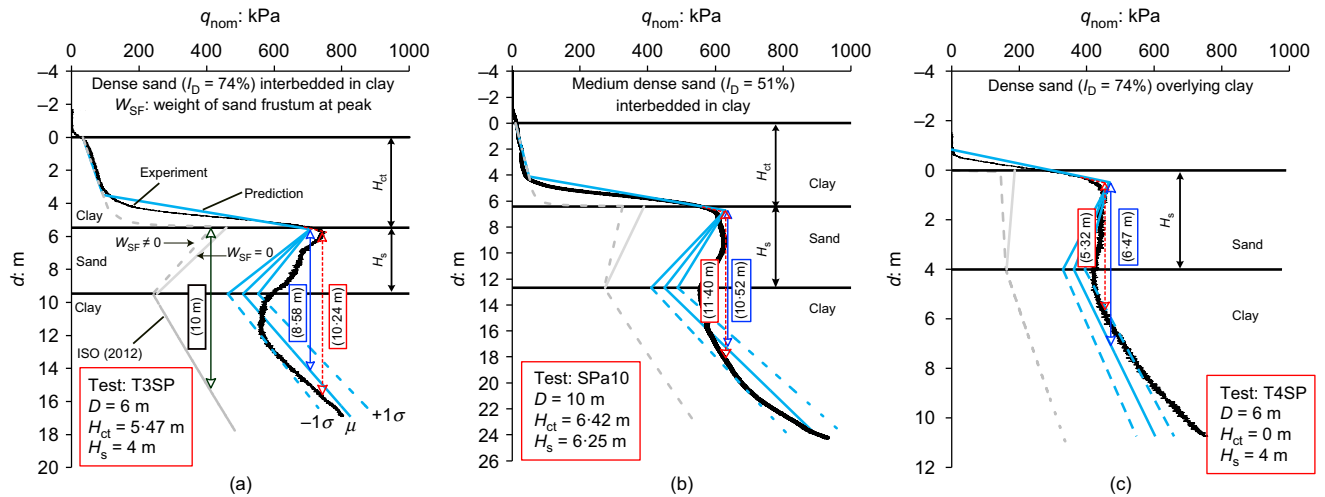 q_nom: kPa
0 200 400 600 800 1000
–4
–2
0
2
4
6
8
10
12
14
16
18
20
d: m
Dense sand (I_D = 74%) interbedded in clay
W_SF: weight of sand frustum at peak
Experiment
Prediction
H_ct
Clay
W_SF ≠ 0
W_SF = 0
Sand
H_s
Clay
(10 m)
(8·58 m)
(10·24 m)
ISO (2012)
Test: T3SP
D = 6 m
H_ct = 5·47 m
H_s = 4 m
–1σ
μ
+1σ
(a)
q_nom: kPa
0 200 400 600 800 1000
–4
–2
0
2
4
6
8
10
12
14
16
18
20
22
24
26
d: m
Medium dense sand (I_D = 51%)
interbedded in clay
H_ct
Clay
H_s
Sand
(11·40 m)
(10·52 m)
Clay
Test: SPa10
D = 10 m
H_ct = 6·42 m
H_s = 6·25 m
(b)
q_nom: kPa
0 200 400 600 800 1000
–4
–2
0
2
4
6
8
10
12
d: m
Dense sand (I_D = 74%) overlying clay
(5·32 m)
(6·47 m)
H_s
Sand
Clay
Test: T4SP
D = 6 m
H_ct = 0 m
H_s = 4 m
(c)